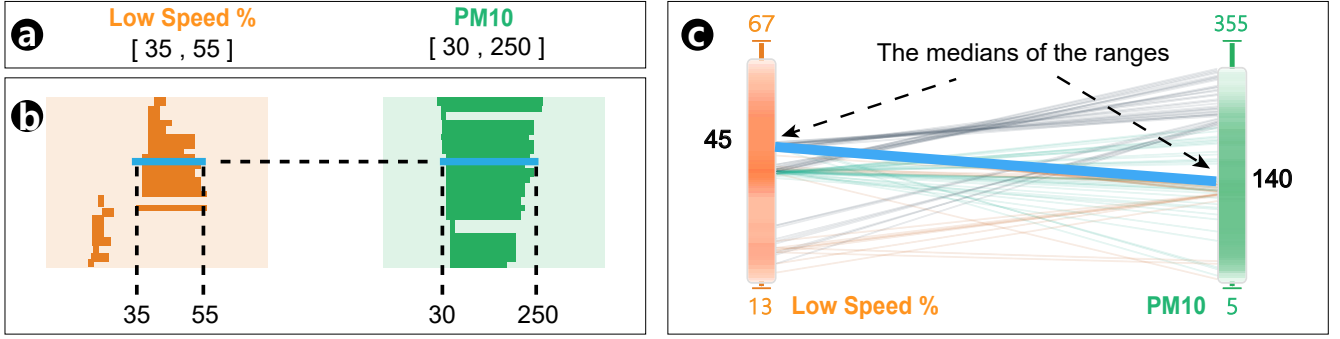 a
Low Speed %
PM10
[ 35 , 55 ]
[ 30 , 250 ]
b
35
55
30
250
c
67
355
The medians of the ranges
45
140
13
Low Speed %
PM10
5